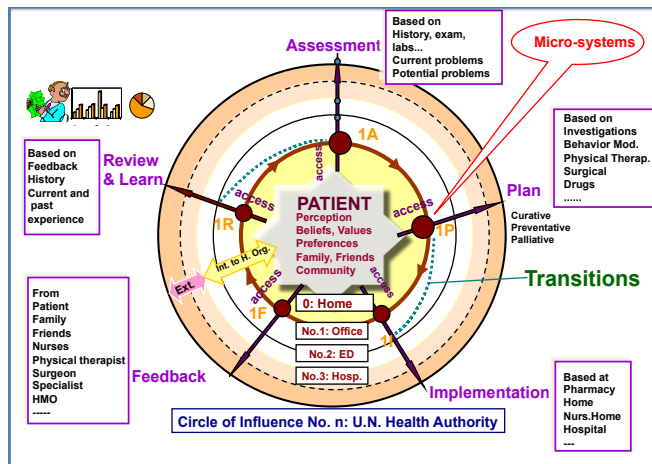 Assessment
Based on
History, exam,
labs...
Current problems
Potential problems
Micro-systems
Based on
Investigations
Behavior Mod.
Physical Therap.
Surgical
Drugs
......
Plan
Curative
Preventative
Palliative
Transitions
Based on
Feedback
History
Current and
past
experience
Review
& Learn
1A
access
access
access
access
access
1R
1P
1F
1I
PATIENT
Perception
Beliefs, Values
Preferences
Family, Friends
Community
Int. to H. Org.
Ext.
0: Home
No.1: Office
No.2: ED
No.3: Hosp.
From
Patient
Family
Friends
Nurses
Physical therapist
Surgeon
Specialist
HMO
-----
Feedback
Implementation
Based at
Pharmacy
Home
Nurs.Home
Hospital
---
Circle of Influence No. n: U.N. Health Authority